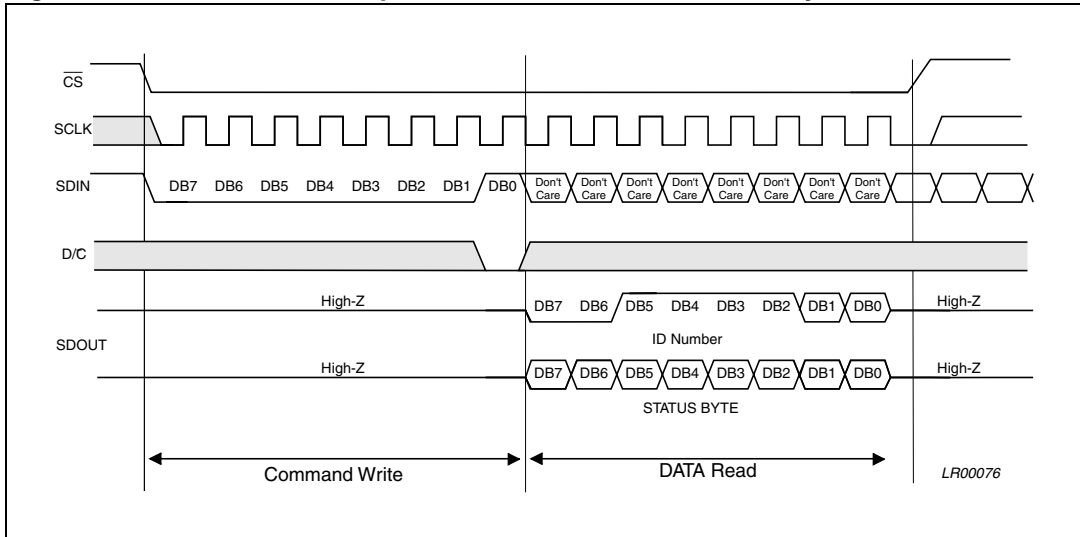 CS
SCLK
SDIN DB7 DB6 DB5 DB4 DB3 DB2 DB1 DB0 Don't Care Don't Care Don't Care Don't Care Don't Care Don't Care Don't Care Don't Care
D/C
High-Z DB7 DB6 DB5 DB4 DB3 DB2 DB1 DB0 High-Z
ID Number
SDOUT
High-Z DB7 DB6 DB5 DB4 DB3 DB2 DB1 DB0 High-Z
STATUS BYTE
Command Write DATA Read LR00076